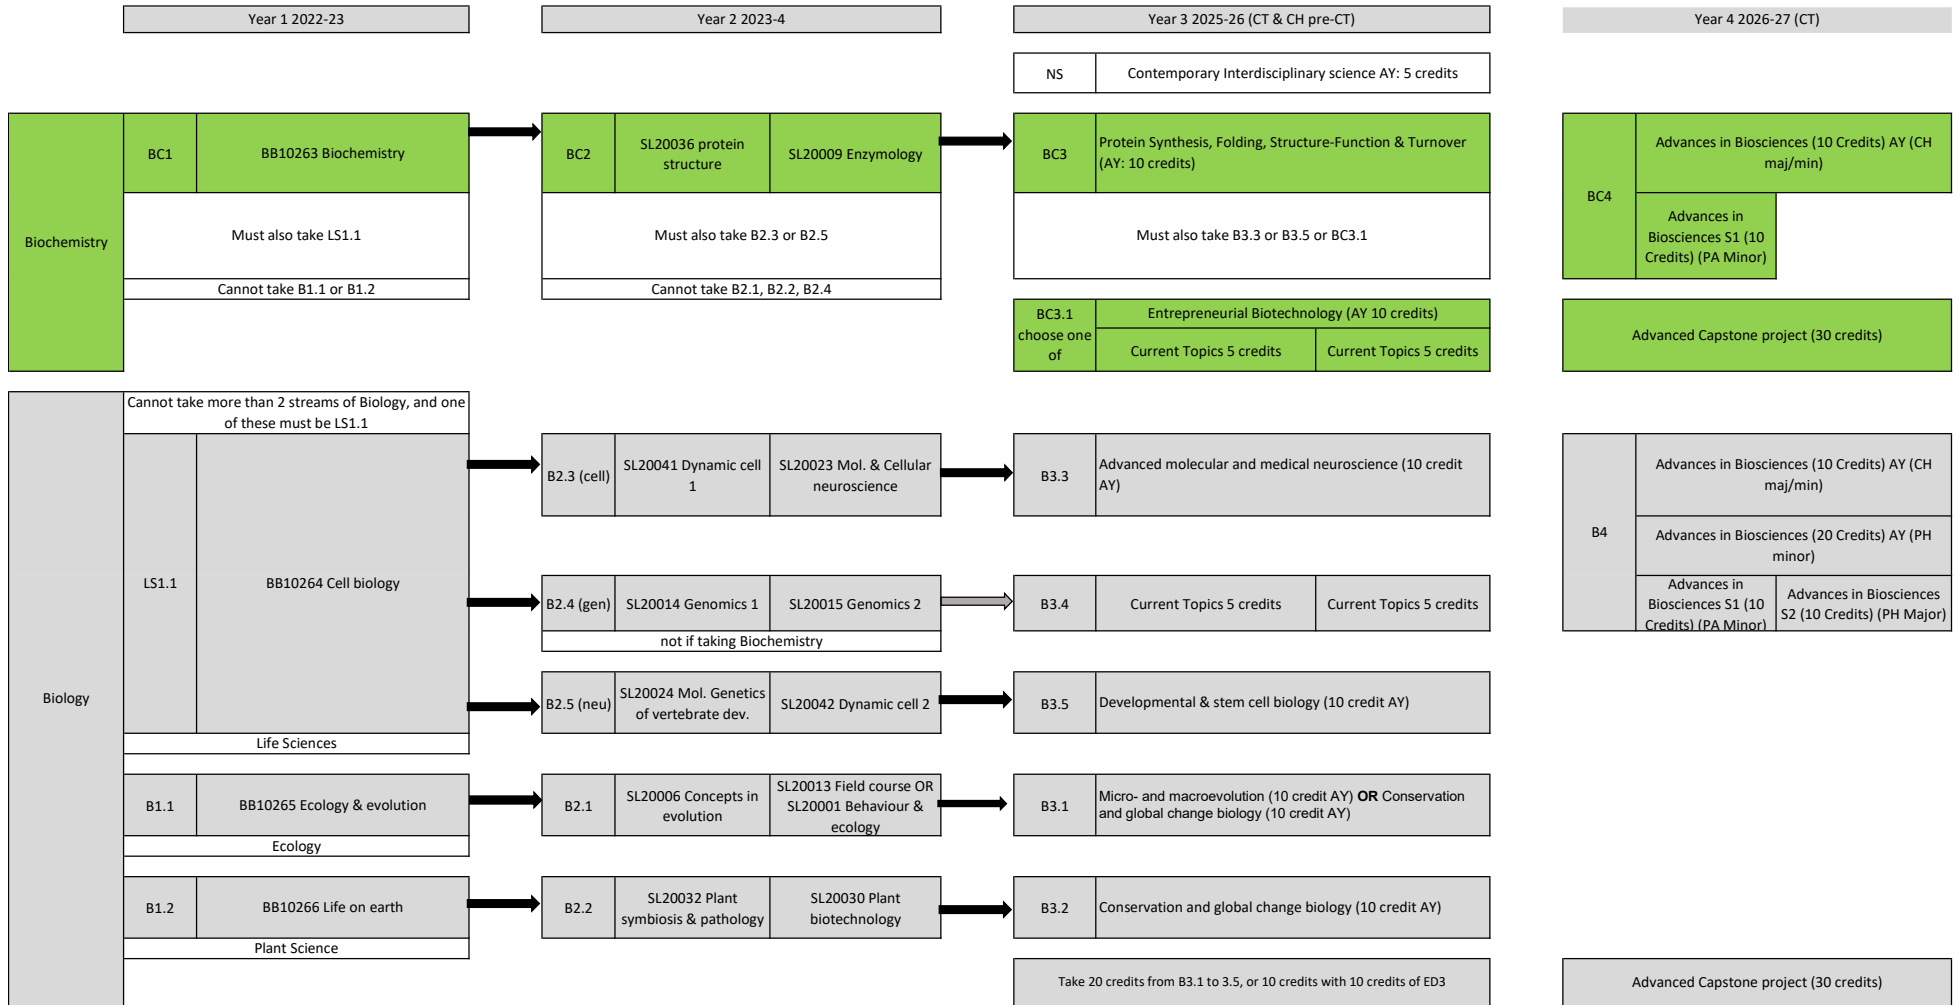 Year 1 2022-23
Year 2 2023-4
Year 3 2025-26 (CT & CH pre-CT)
Year 4 2026-27 (CT)
NS
Contemporary Interdisciplinary science AY: 5 credits
Biochemistry
BC1
BB10263 Biochemistry
Must also take LS1.1
Cannot take B1.1 or B1.2
BC2
SL20036 protein
structure
SL20009 Enzymology
Must also take B2.3 or B2.5
Cannot take B2.1, B2.2, B2.4
BC3
Protein Synthesis, Folding, Structure-Function & Turnover
(AY: 10 credits)
Must also take B3.3 or B3.5 or BC3.1
BC3.1
choose one
of
Entrepreneurial Biotechnology (AY 10 credits)
Current Topics 5 credits
Current Topics 5 credits
BC4
Advances in Biosciences (10 Credits) AY (CH
maj/min)
Advances in
Biosciences S1 (10
Credits) (PA Minor)
Advanced Capstone project (30 credits)
Biology
Cannot take more than 2 streams of Biology, and one
of these must be LS1.1
LS1.1
BB10264 Cell biology
Life Sciences
B2.3 (cell)
SL20041 Dynamic cell
1
SL20023 Mol. & Cellular
neuroscience
B3.3
Advanced molecular and medical neuroscience (10 credit
AY)
B2.4 (gen)
SL20014 Genomics 1
SL20015 Genomics 2
not if taking Biochemistry
B3.4
Current Topics 5 credits
Current Topics 5 credits
B2.5 (neu)
SL20024 Mol. Genetics
of vertebrate dev.
SL20042 Dynamic cell 2
B3.5
Developmental & stem cell biology (10 credit AY)
B4
Advances in Biosciences (10 Credits) AY (CH
maj/min)
Advances in Biosciences (20 Credits) AY (PH
minor)
Advances in
Biosciences S1 (10
Credits) (PA Minor)
Advances in Biosciences
S2 (10 Credits) (PH Major)
B1.1
BB10265 Ecology & evolution
Ecology
B2.1
SL20006 Concepts in
evolution
SL20013 Field course OR
SL20001 Behaviour &
ecology
B3.1
Micro- and macroevolution (10 credit AY) OR Conservation
and global change biology (10 credit AY)
B1.2
BB10266 Life on earth
Plant Science
B2.2
SL20032 Plant
symbiosis & pathology
SL20030 Plant
biotechnology
B3.2
Conservation and global change biology (10 credit AY)
Take 20 credits from B3.1 to 3.5, or 10 credits with 10 credits of ED3
Advanced Capstone project (30 credits)